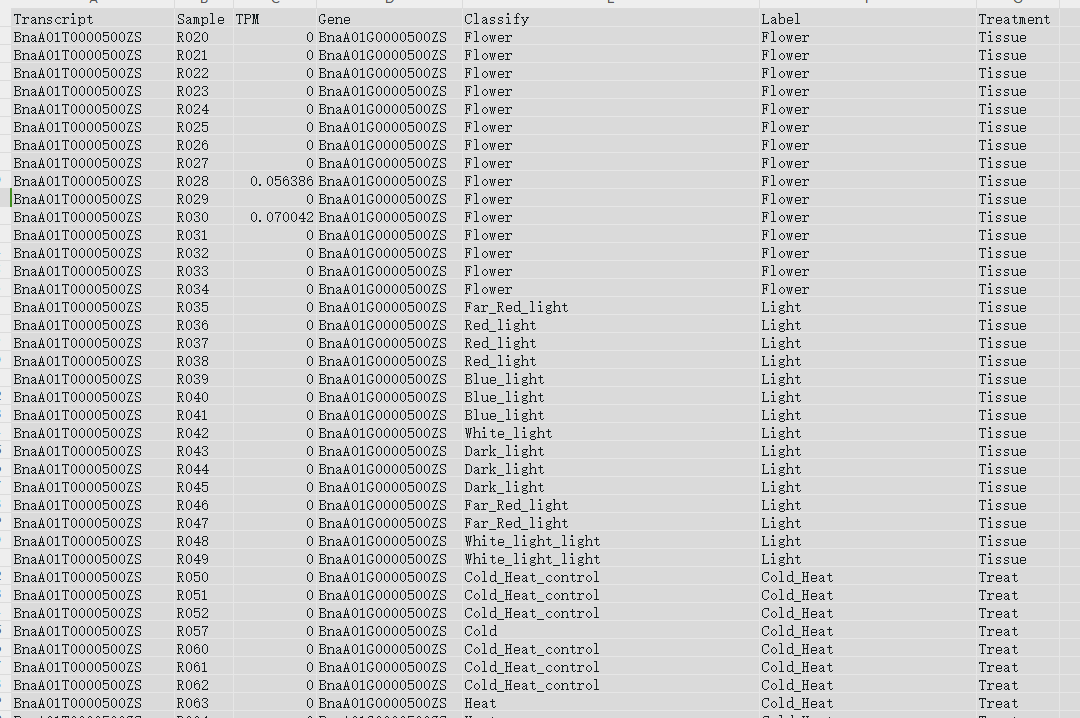 Transcript Sample TPM Gene Classify Label Treatment
BnaA01T0000500ZS R020 0 BnaA01G0000500ZS Flower Flower Tissue
BnaA01T0000500ZS R021 0 BnaA01G0000500ZS Flower Flower Tissue
BnaA01T0000500ZS R022 0 BnaA01G0000500ZS Flower Flower Tissue
BnaA01T0000500ZS R023 0 BnaA01G0000500ZS Flower Flower Tissue
BnaA01T0000500ZS R024 0 BnaA01G0000500ZS Flower Flower Tissue
BnaA01T0000500ZS R025 0 BnaA01G0000500ZS Flower Flower Tissue
BnaA01T0000500ZS R026 0 BnaA01G0000500ZS Flower Flower Tissue
BnaA01T0000500ZS R027 0 BnaA01G0000500ZS Flower Flower Tissue
BnaA01T0000500ZS R028 0.056386 BnaA01G0000500ZS Flower Flower Tissue
BnaA01T0000500ZS R029 0 BnaA01G0000500ZS Flower Flower Tissue
BnaA01T0000500ZS R030 0.070042 BnaA01G0000500ZS Flower Flower Tissue
BnaA01T0000500ZS R031 0 BnaA01G0000500ZS Flower Flower Tissue
BnaA01T0000500ZS R032 0 BnaA01G0000500ZS Flower Flower Tissue
BnaA01T0000500ZS R033 0 BnaA01G0000500ZS Flower Flower Tissue
BnaA01T0000500ZS R034 0 BnaA01G0000500ZS Flower Flower Tissue
BnaA01T0000500ZS R035 0 BnaA01G0000500ZS Far_Red_light Light Tissue
BnaA01T0000500ZS R036 0 BnaA01G0000500ZS Red_light Light Tissue
BnaA01T0000500ZS R037 0 BnaA01G0000500ZS Red_light Light Tissue
BnaA01T0000500ZS R038 0 BnaA01G0000500ZS Red_light Light Tissue
BnaA01T0000500ZS R039 0 BnaA01G0000500ZS Blue_light Light Tissue
BnaA01T0000500ZS R040 0 BnaA01G0000500ZS Blue_light Light Tissue
BnaA01T0000500ZS R041 0 BnaA01G0000500ZS Blue_light Light Tissue
BnaA01T0000500ZS R042 0 BnaA01G0000500ZS White_light Light Tissue
BnaA01T0000500ZS R043 0 BnaA01G0000500ZS Dark_light Light Tissue
BnaA01T0000500ZS R044 0 BnaA01G0000500ZS Dark_light Light Tissue
BnaA01T0000500ZS R045 0 BnaA01G0000500ZS Dark_light Light Tissue
BnaA01T0000500ZS R046 0 BnaA01G0000500ZS Far_Red_light Light Tissue
BnaA01T0000500ZS R047 0 BnaA01G0000500ZS Far_Red_light Light Tissue
BnaA01T0000500ZS R048 0 BnaA01G0000500ZS White_light_light Light Tissue
BnaA01T0000500ZS R049 0 BnaA01G0000500ZS White_light_light Light Tissue
BnaA01T0000500ZS R050 0 BnaA01G0000500ZS Cold_Heat_control Cold_Heat Treat
BnaA01T0000500ZS R051 0 BnaA01G0000500ZS Cold_Heat_control Cold_Heat Treat
BnaA01T0000500ZS R052 0 BnaA01G0000500ZS Cold_Heat_control Cold_Heat Treat
BnaA01T0000500ZS R057 0 BnaA01G0000500ZS Cold Cold_Heat Treat
BnaA01T0000500ZS R060 0 BnaA01G0000500ZS Cold_Heat_control Cold_Heat Treat
BnaA01T0000500ZS R061 0 BnaA01G0000500ZS Cold_Heat_control Cold_Heat Treat
BnaA01T0000500ZS R062 0 BnaA01G0000500ZS Cold_Heat_control Cold_Heat Treat
BnaA01T0000500ZS R063 0 BnaA01G0000500ZS Heat Cold_Heat Treat